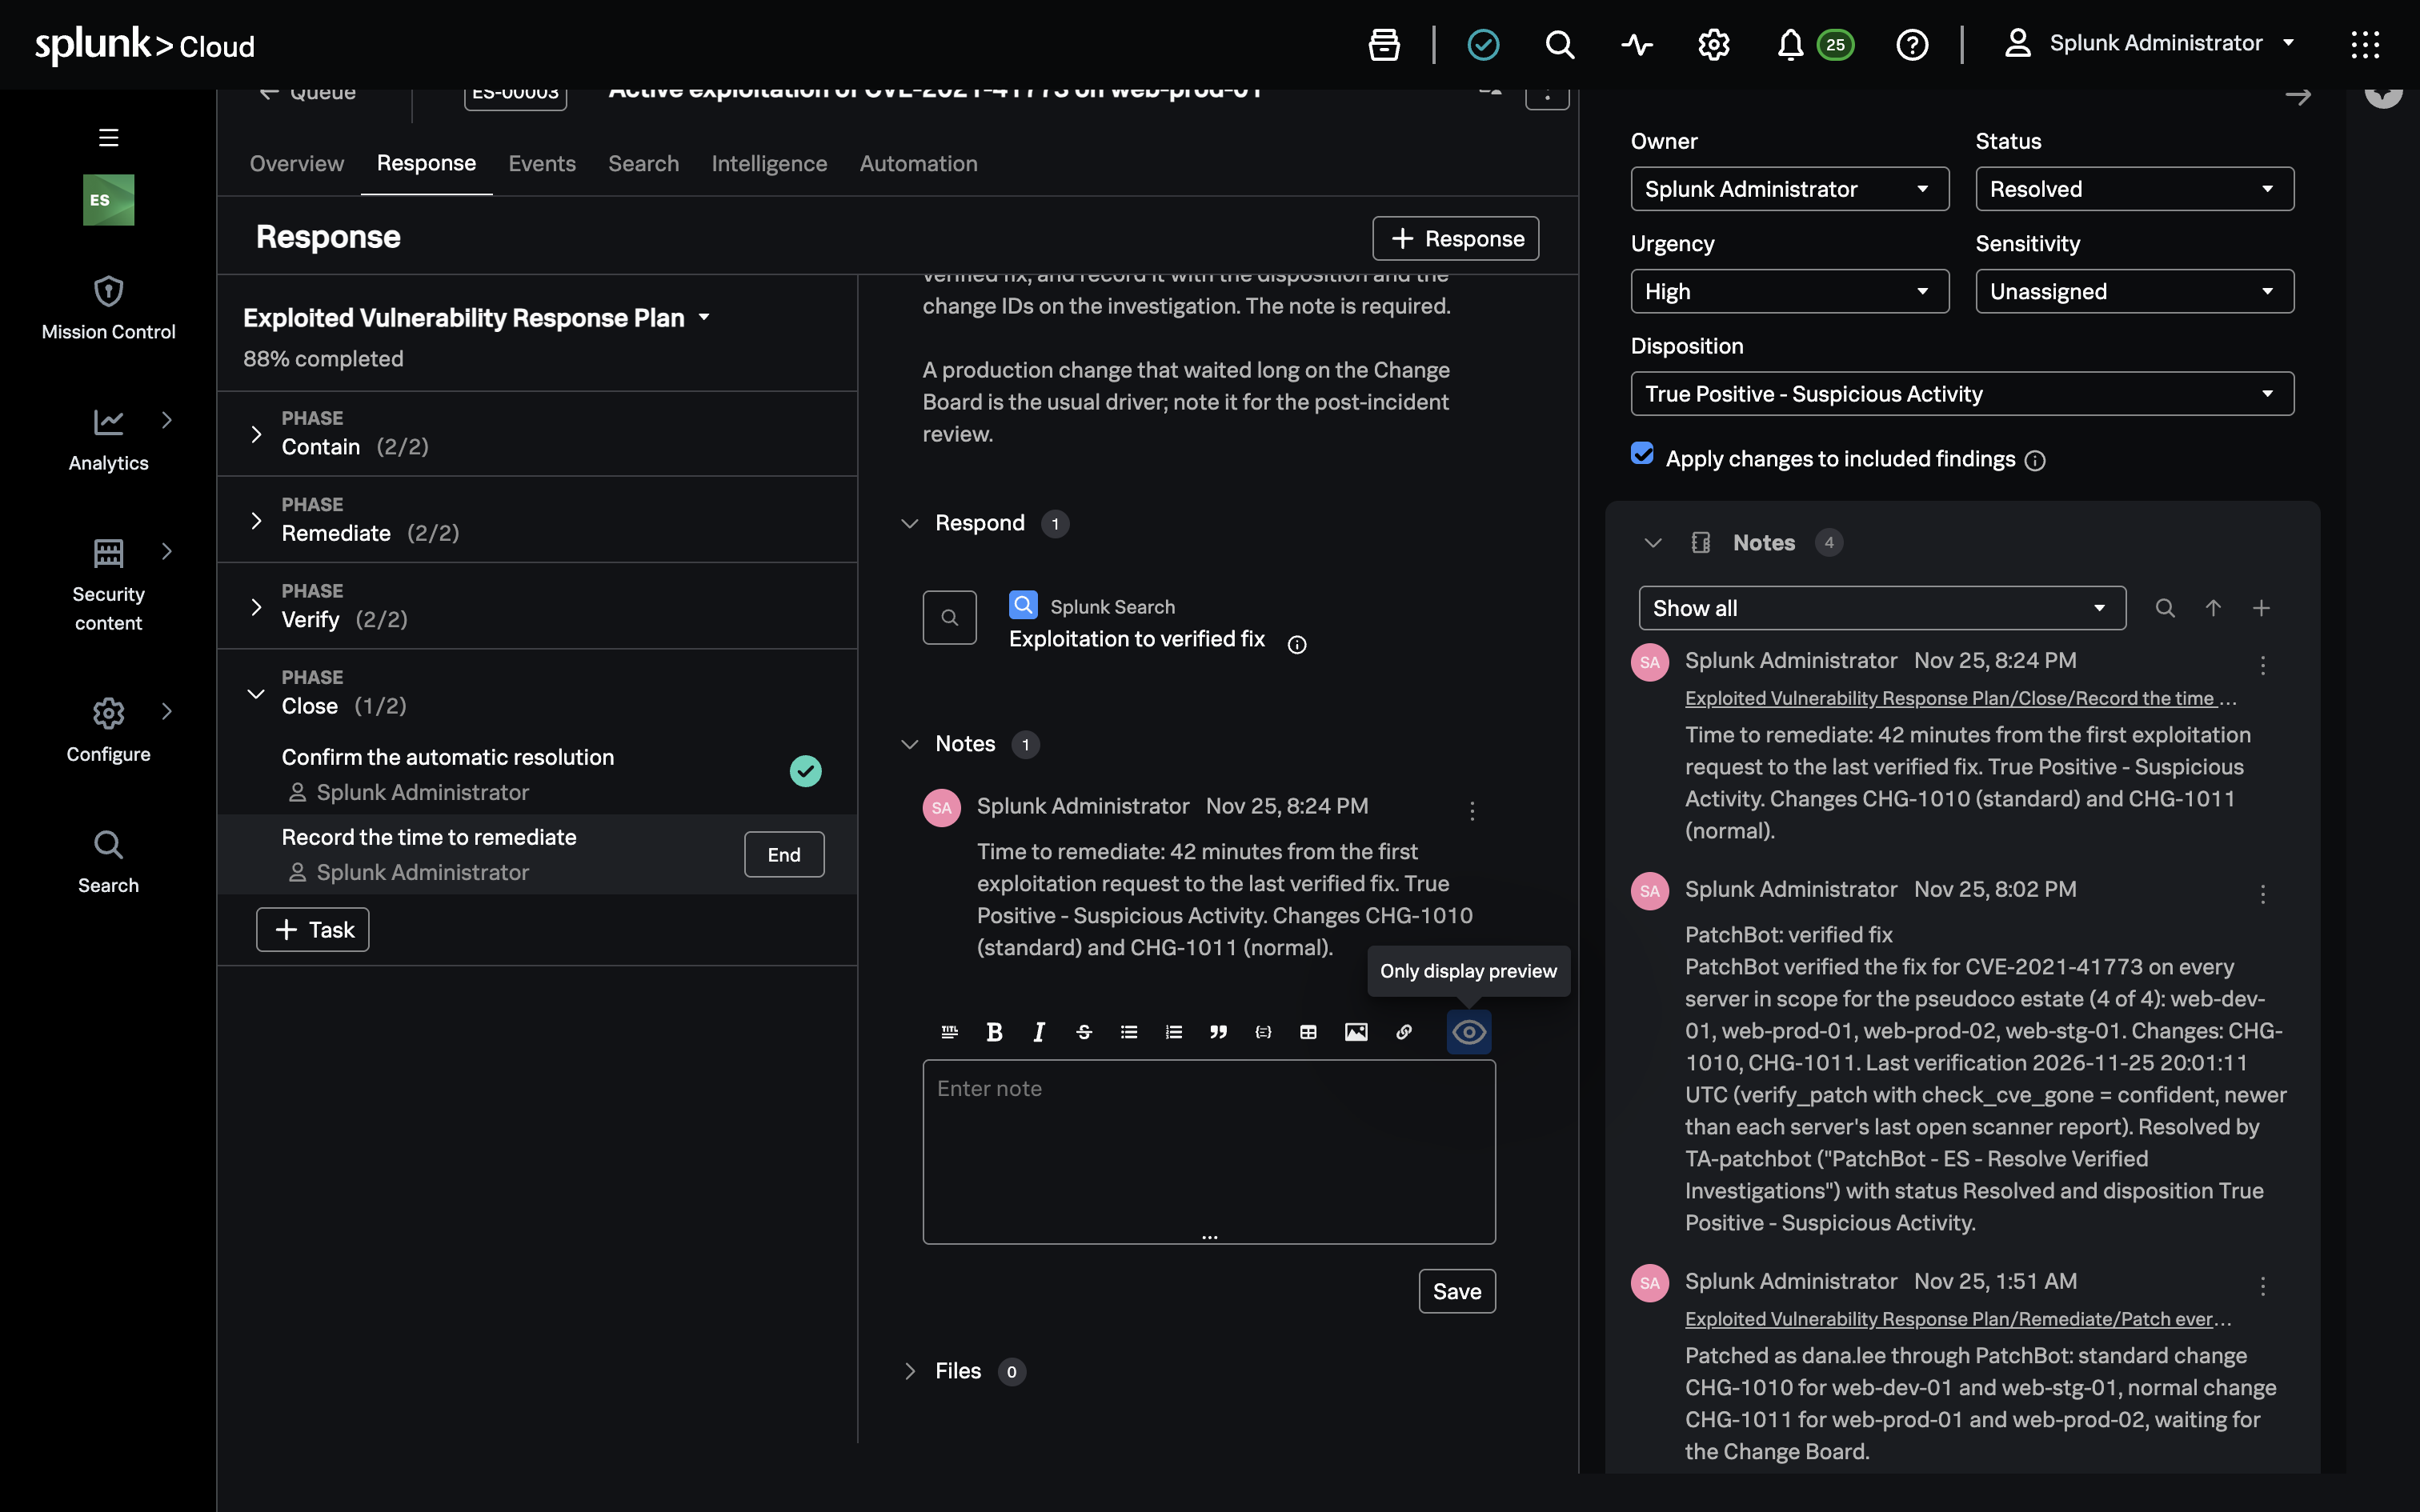 splunk>Cloud
25
Splunk Administrator
Queue
ES-00003
Active exploitation of CVE-2021-41773 on web-prod-01
Overview
Response
Events
Search
Intelligence
Automation
ES
Mission Control
Analytics
Security
content
Configure
Search
Response
+ Response
Exploited Vulnerability Response Plan
88% completed
PHASE
Contain (2/2)
PHASE
Remediate (2/2)
PHASE
Verify (2/2)
PHASE
Close (1/2)
Confirm the automatic resolution
Splunk Administrator
Record the time to remediate
Splunk Administrator
End
+ Task
verified fix, and record it with the disposition and the
change IDs on the investigation. The note is required.
A production change that waited long on the Change
Board is the usual driver; note it for the post-incident
review.
Respond 1
Splunk Search
Exploitation to verified fix
Notes 1
SA
Splunk Administrator Nov 25, 8:24 PM
Time to remediate: 42 minutes from the first
exploitation request to the last verified fix. True
Positive - Suspicious Activity. Changes CHG-1010
(standard) and CHG-1011 (normal).
Only display preview
TITL
Enter note
Save
Files 0
Owner
Splunk Administrator
Status
Resolved
Urgency
High
Sensitivity
Unassigned
Disposition
True Positive - Suspicious Activity
Apply changes to included findings
Notes 4
Show all
SA
Splunk Administrator Nov 25, 8:24 PM
Exploited Vulnerability Response Plan/Close/Record the time ...
Time to remediate: 42 minutes from the first exploitation
request to the last verified fix. True Positive - Suspicious
Activity. Changes CHG-1010 (standard) and CHG-1011
(normal).
SA
Splunk Administrator Nov 25, 8:02 PM
PatchBot: verified fix
PatchBot verified the fix for CVE-2021-41773 on every
server in scope for the pseudoco estate (4 of 4): web-dev-
01, web-prod-01, web-prod-02, web-stg-01. Changes: CHG-
1010, CHG-1011. Last verification 2026-11-25 20:01:11
UTC (verify_patch with check_cve_gone = confident, newer
than each server's last open scanner report). Resolved by
TA-patchbot ("PatchBot - ES - Resolve Verified
Investigations") with status Resolved and disposition True
Positive - Suspicious Activity.
SA
Splunk Administrator Nov 25, 1:51 AM
Exploited Vulnerability Response Plan/Remediate/Patch ever...
Patched as dana.lee through PatchBot: standard change
CHG-1010 for web-dev-01 and web-stg-01, normal change
CHG-1011 for web-prod-01 and web-prod-02, waiting for
the Change Board.